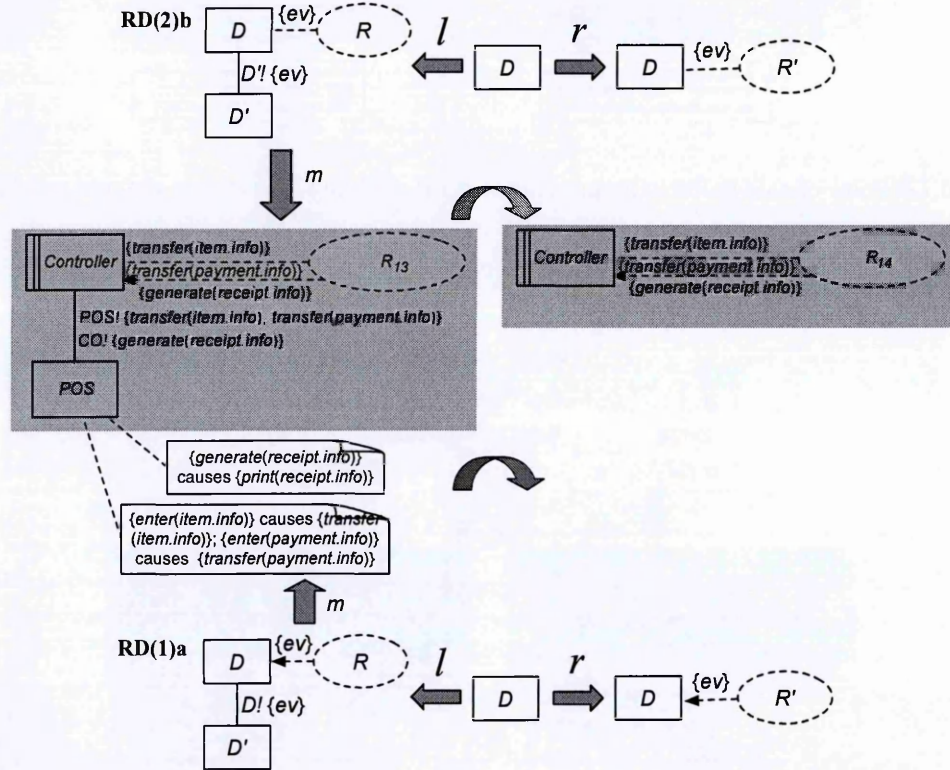 RD(2)b
D
{ev}
R
l
r
D
D
{ev}
R'
D'! {ev}
D'
m
Controller
{transfer(item.info)}
{transfer(payment.info)}
{generate(receipt.info)}
R13
POS! {transfer(item.info), transfer(payment.info)}
CO! {generate(receipt.info)}
POS
Controller
{transfer(item.info)}
{transfer(payment.info)}
{generate(receipt.info)}
R14
{generate(receipt.info)}
causes {print(receipt.info)}
{enter(item.info)} causes {transfer
(item.info)}; {enter(payment.info)}
causes {transfer(payment.info)}
m
RD(1)a
D
{ev}
R
l
r
D
D
{ev}
R'
D! {ev}
D'